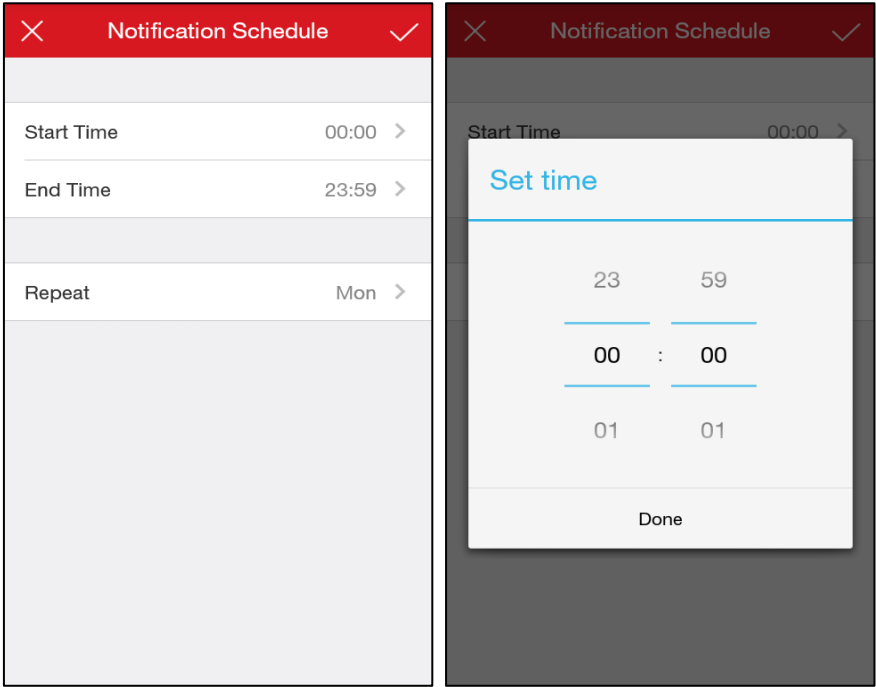 Notification Schedule
Start Time 00:00
End Time 23:59
Repeat Mon
Notification Schedule
Start Time 00:00
Set time
23 59
00 : 00
01 01
Done